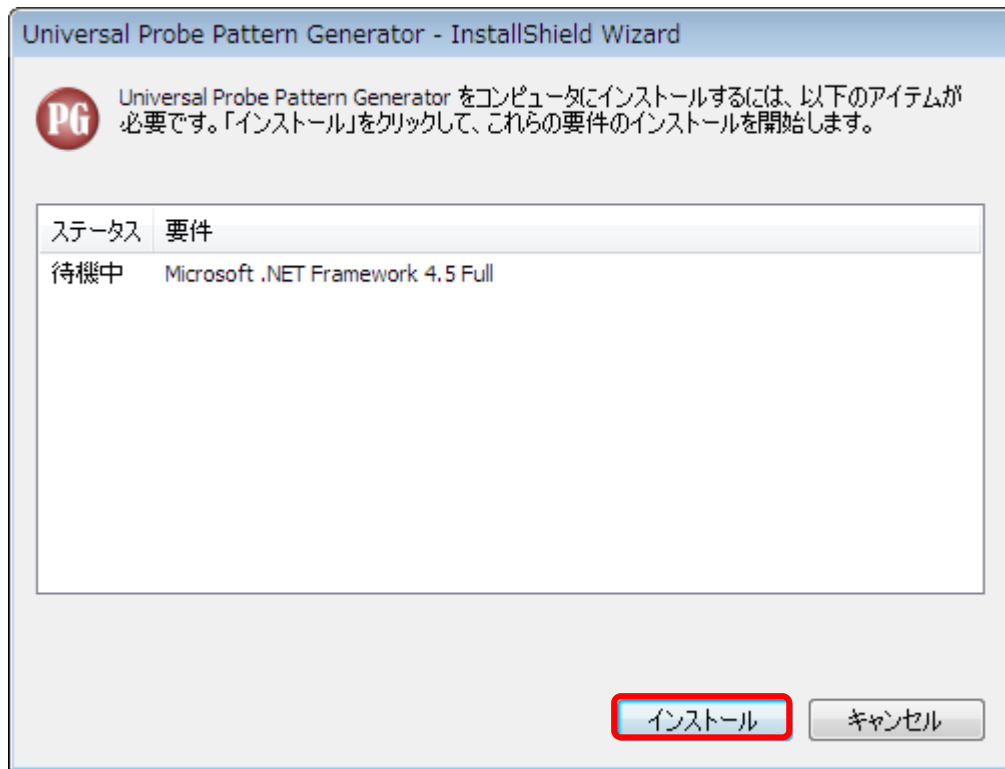 Universal Probe Pattern Generator - InstallShield Wizard
PG
Universal Probe Pattern Generator をコンピュータにインストールするには、以下のアイテムが
必要です。「インストール」をクリックして、これらの要件のインストールを開始します。
ステータス 要件
待機中 Microsoft .NET Framework 4.5 Full
インストール キャンセル